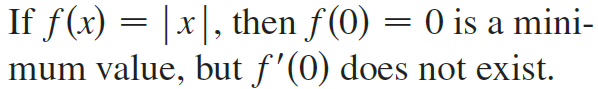 If f(x) = |x|, then f(0) = 0 is a mini-
mum value, but f′(0) does not exist.